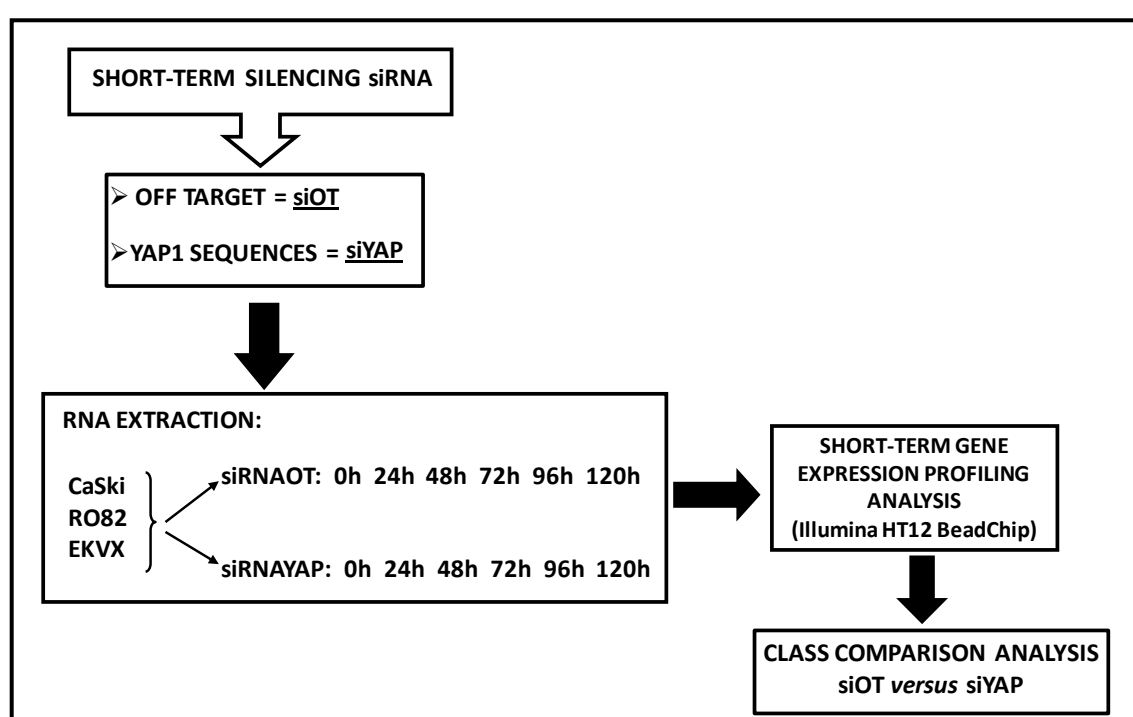 SHORT-TERM SILENCING siRNA
➢ OFF TARGET = siOT
➢YAP1 SEQUENCES = siYAP
RNA EXTRACTION:
CaSki
RO82
EKVX
siRNAOT: 0h 24h 48h 72h 96h 120h
siRNAYAP: 0h 24h 48h 72h 96h 120h
SHORT-TERM GENE
EXPRESSION PROFILING
ANALYSIS
(Illumina HT12 BeadChip)
CLASS COMPARISON ANALYSIS
siOT versus siYAP